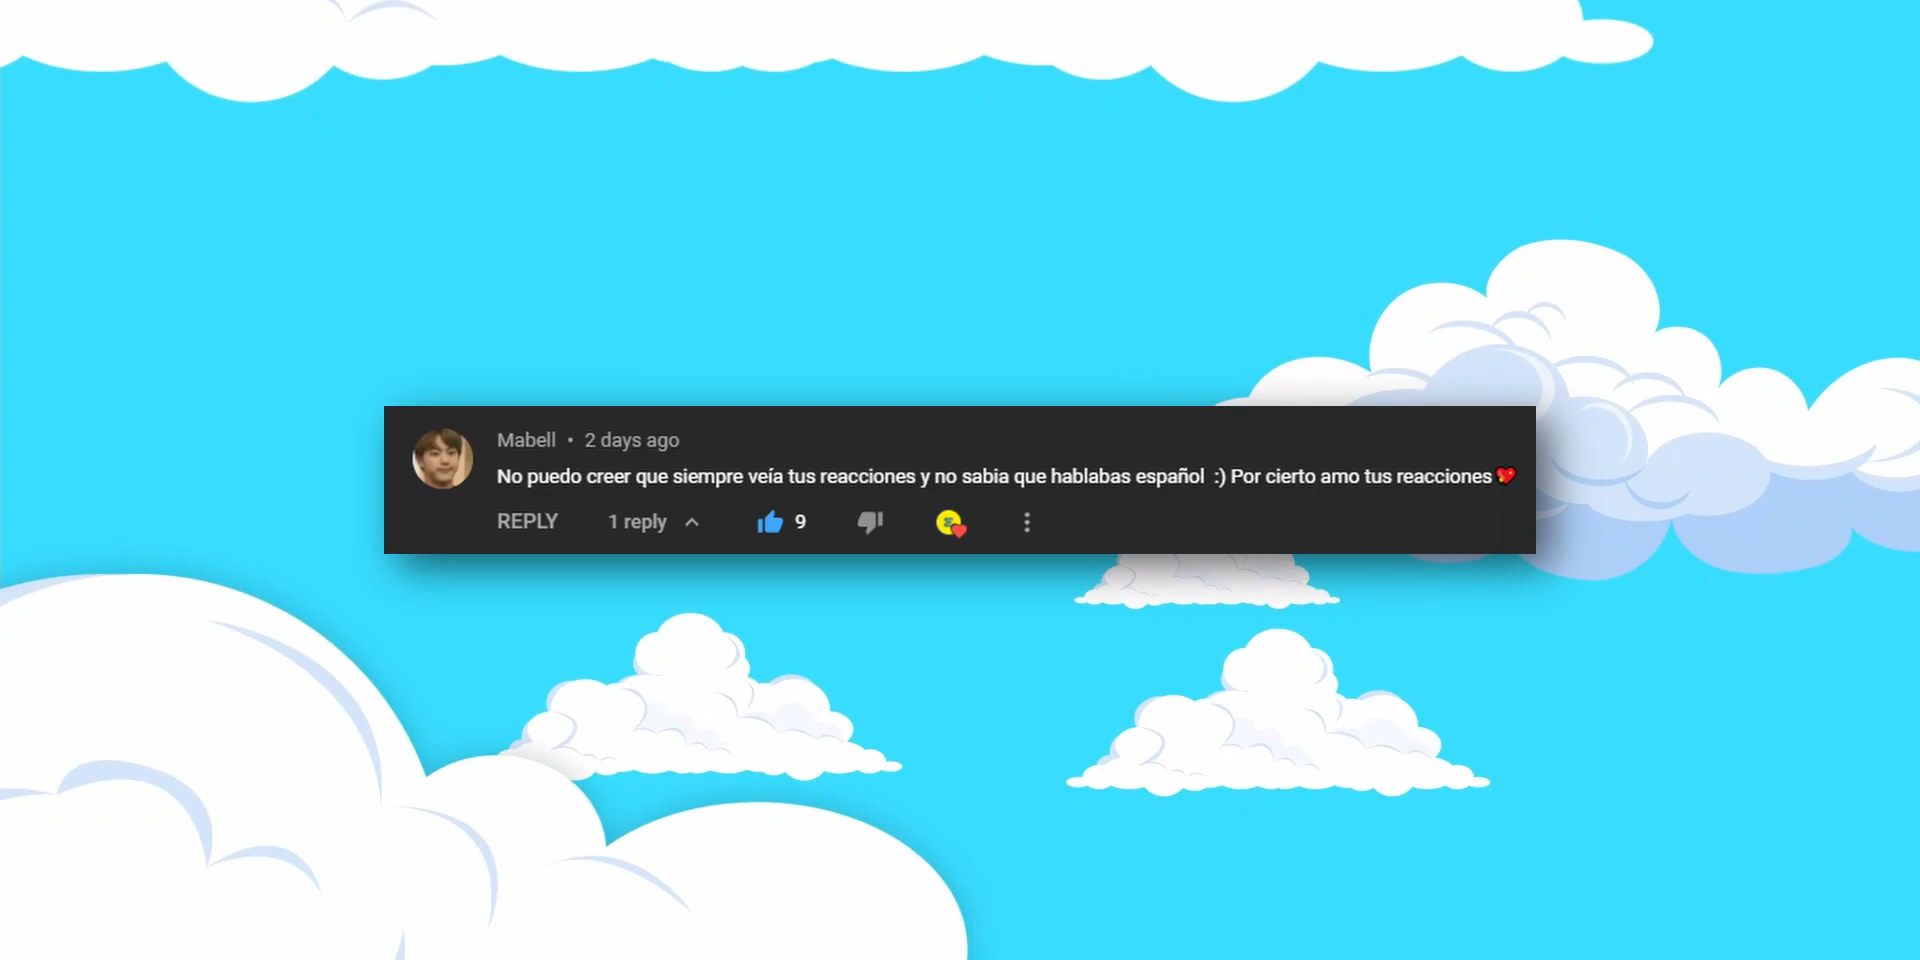 Mabell • 2 days ago
No puedo creer que siempre veía tus reacciones y no sabia que hablabas español :) Por cierto amo tus reacciones 💖
REPLY 1 reply 9